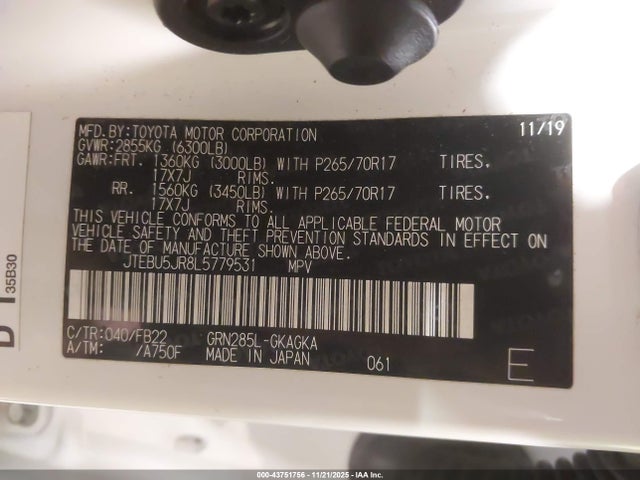 MFD.BY:TOYOTA MOTOR CORPORATION 11/19
GVWR:2855KG (6300LB)
GAWR:FRT. 1360KG (3000LB) WITH P265/70R17 TIRES.
17X7J RIMS.
RR. 1560KG (3450LB) WITH P265/70R17 TIRES.
17X7J RIMS.
THIS VEHICLE CONFORMS TO ALL APPLICABLE FEDERAL MOTOR
VEHICLE SAFETY AND THEFT PREVENTION STANDARDS IN EFFECT ON
THE DATE OF MANUFACTURE SHOWN ABOVE.
JTEBU5JR8L5779531 MPV
C/TR:040/FB22 GRN285L-GKAGKA
A/TM: /A750F MADE IN JAPAN 061 E
35B30
000-43751756 - 11/21/2025 - IAA Inc.